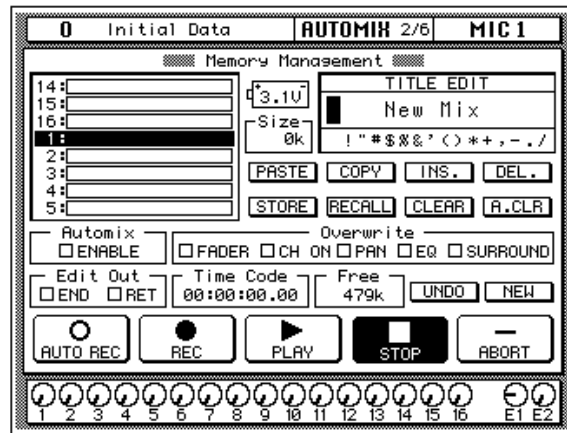 0 Initial Data AUTOMIX 2/6 MIC 1
Memory Management
14:
15:
16:
1:
2:
3:
4:
5:
3.1V
Size
0k
TITLE EDIT
New Mix
!"#$%&'()*+,-./
PASTE COPY INS. DEL.
STORE RECALL CLEAR A.CLR
Automix
ENABLE
Overwrite
FADER CH ON PAN EQ SURROUND
Edit Out
END RET
Time Code
00:00:00.00
Free
479k
UNDO NEW
AUTO REC REC PLAY STOP ABORT
1 2 3 4 5 6 7 8 9 10 11 12 13 14 15 16 E1 E2